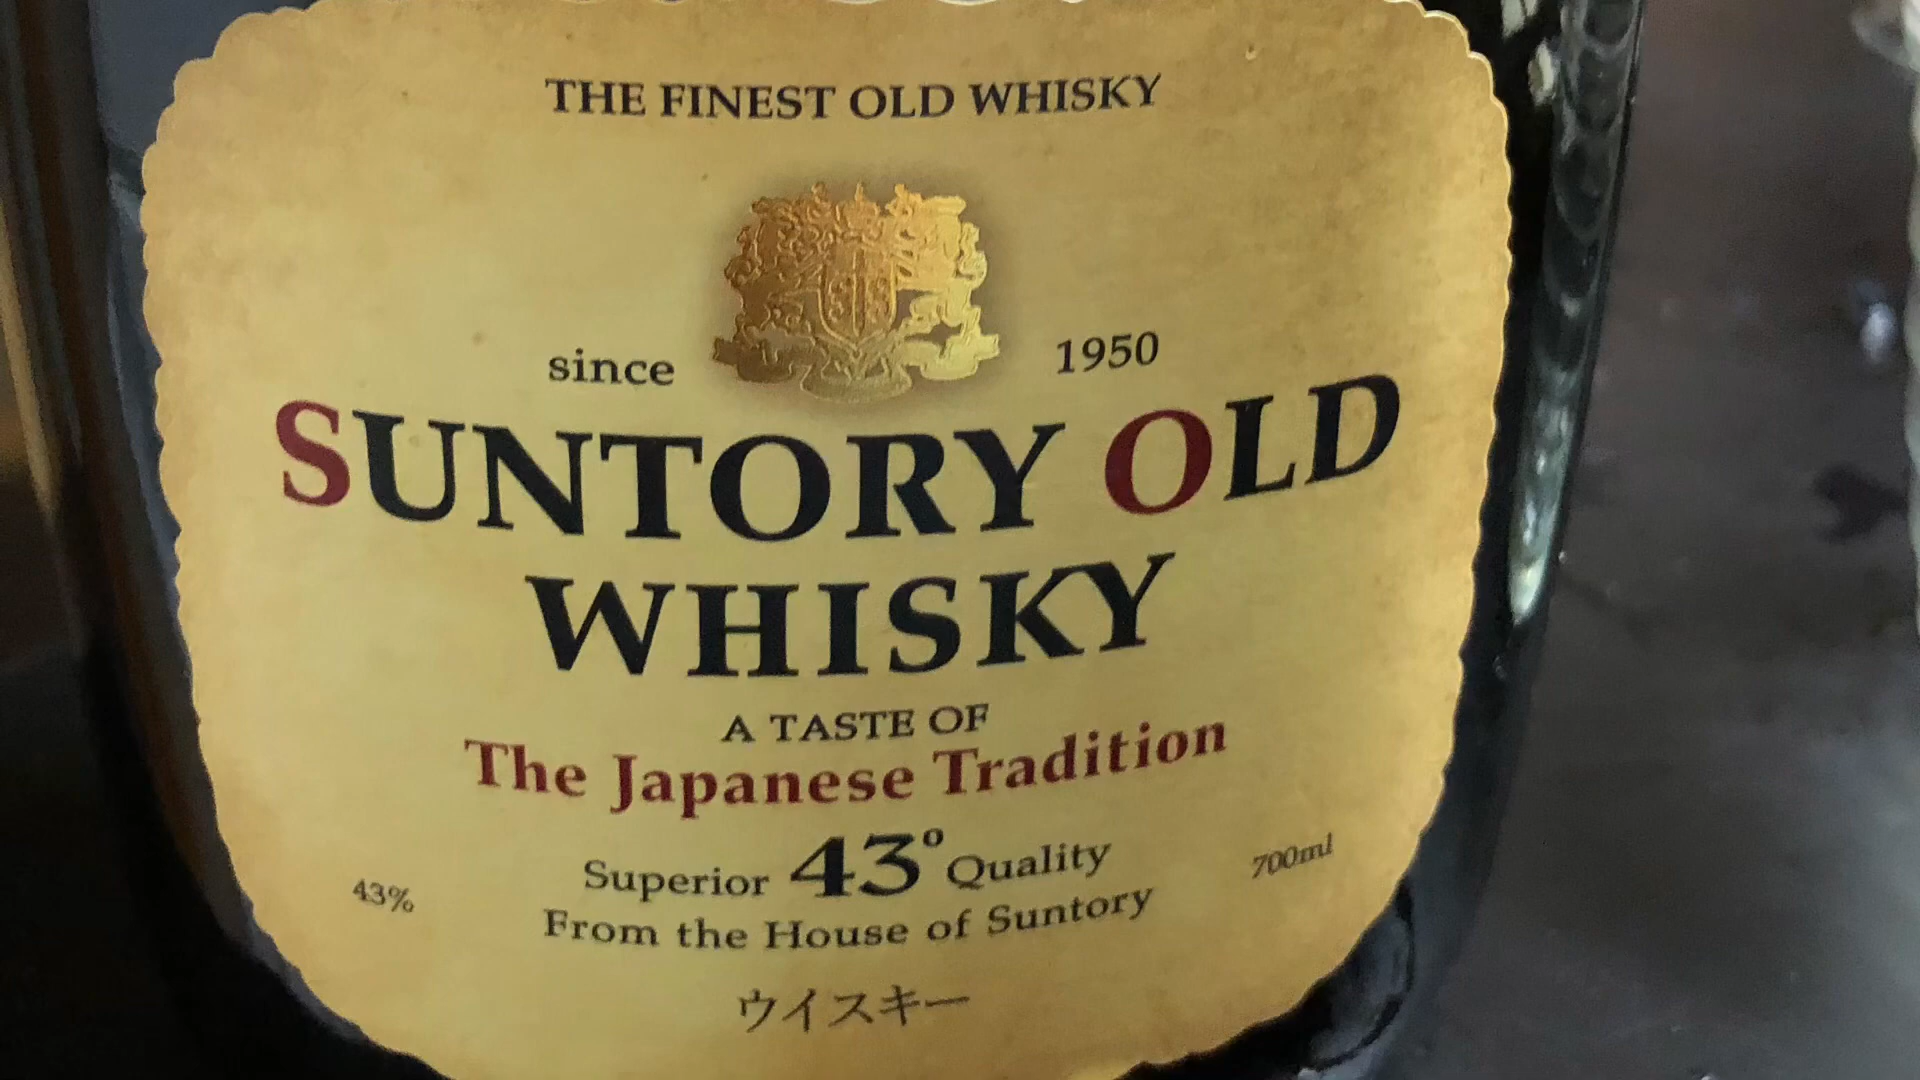 THE FINEST OLD WHISKY
since 1950
SUNTORY OLD
WHISKY
A TASTE OF
The Japanese Tradition
Superior 43° Quality
43%
700ml
From the House of Suntory
ウイスキー